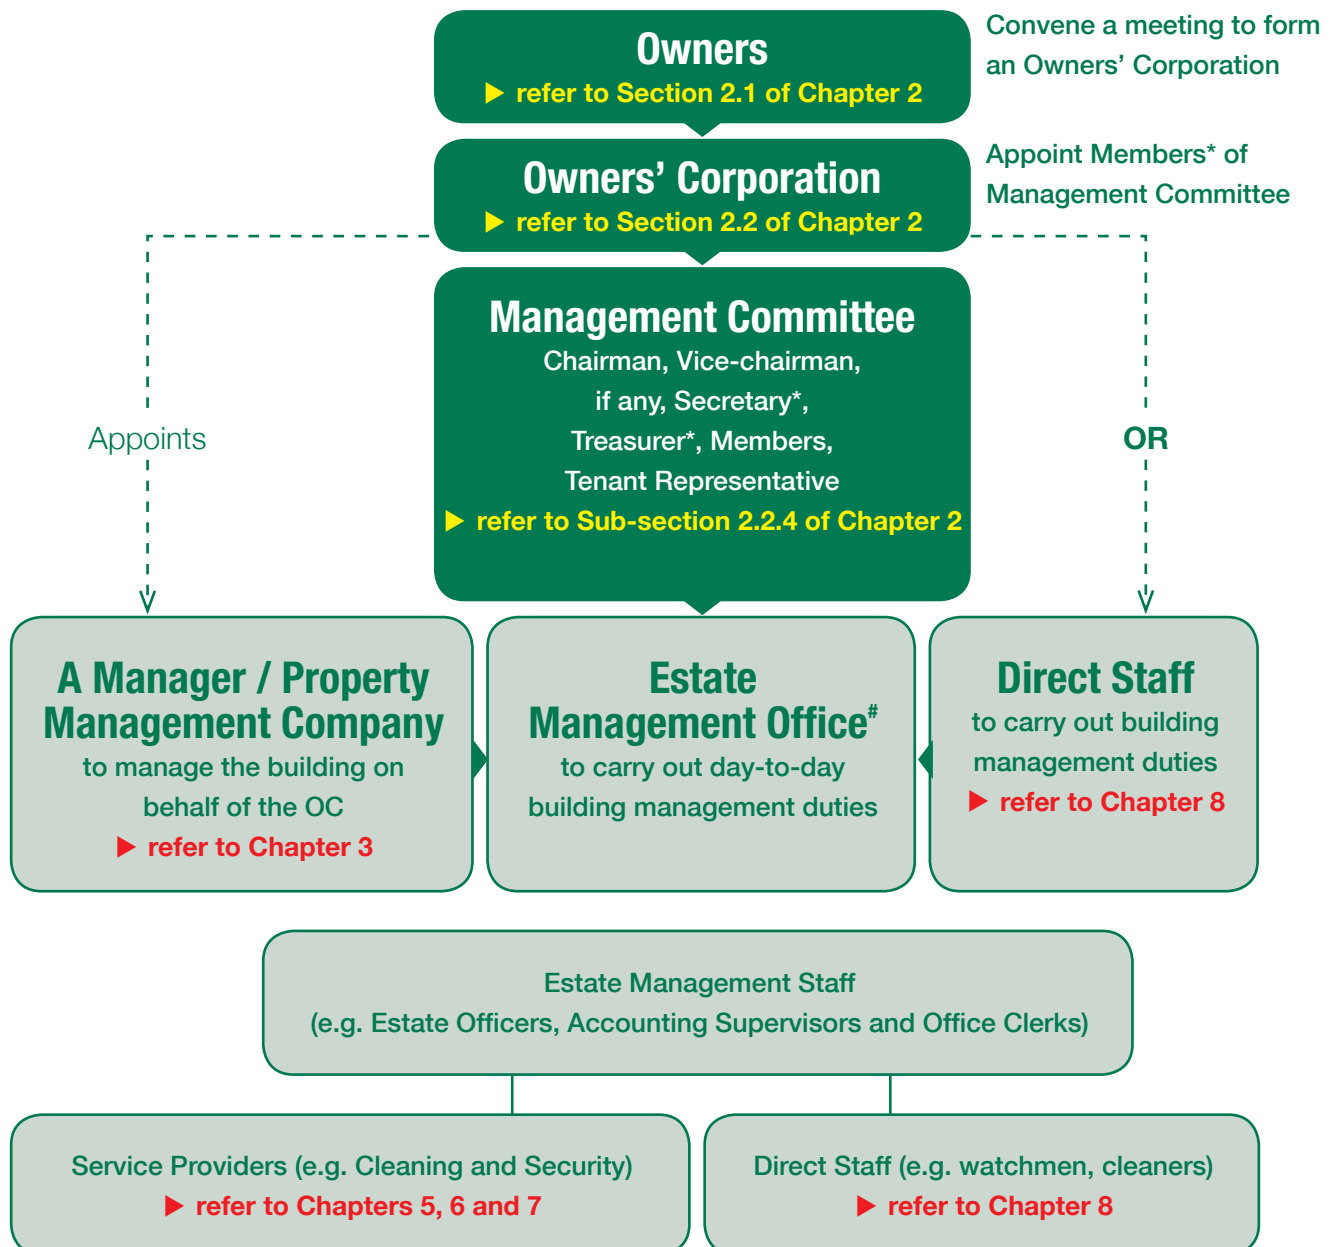 Owners
▶ refer to Section 2.1 of Chapter 2
Convene a meeting to form
an Owners’ Corporation
Owners’ Corporation
▶ refer to Section 2.2 of Chapter 2
Appoint Members* of
Management Committee
Management Committee
Chairman, Vice-chairman,
if any, Secretary*,
Treasurer*, Members,
Tenant Representative
▶ refer to Sub-section 2.2.4 of Chapter 2
Appoints
OR
A Manager / Property
Management Company
to manage the building on
behalf of the OC
▶ refer to Chapter 3
Estate
Management Office#
to carry out day-to-day
building management duties
Direct Staff
to carry out building
management duties
▶ refer to Chapter 8
Estate Management Staff
(e.g. Estate Officers, Accounting Supervisors and Office Clerks)
Service Providers (e.g. Cleaning and Security)
▶ refer to Chapters 5, 6 and 7
Direct Staff (e.g. watchmen, cleaners)
▶ refer to Chapter 8